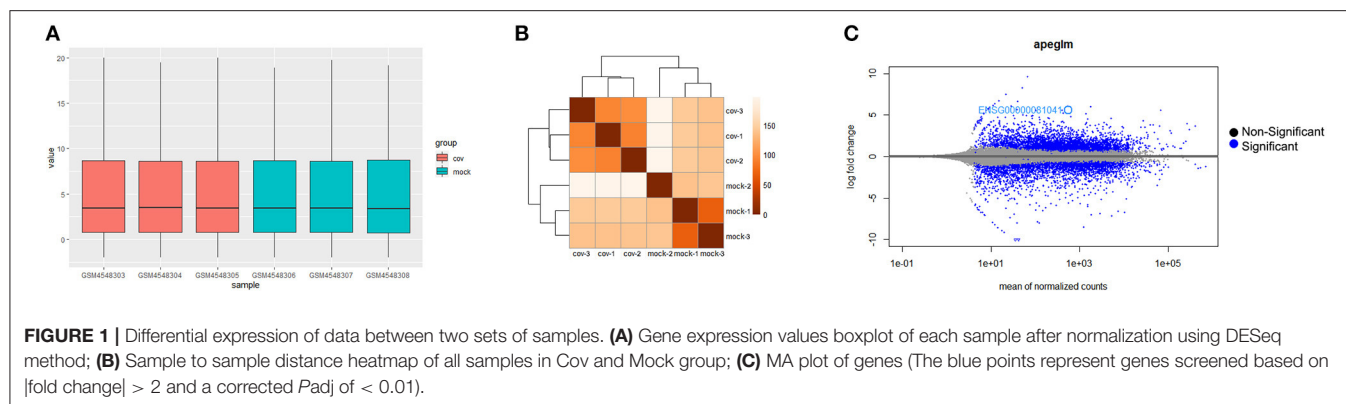 A
value
20
15
10
5
0
GSM4548303 GSM4548304 GSM4548305 GSM4548306 GSM4548307 GSM4548308
sample
group
cov
mock
B
cov-3
cov-1
cov-2
mock-2
mock-1
mock-3
cov-3 cov-1 cov-2 mock-2 mock-1 mock-3
150
100
50
0
C
apeglm
log fold change
10
5
0
-5
-10
ENSG00000081041
1e-01 1e+01 1e+03 1e+05
mean of normalized counts
Non-Significant
Significant
FIGURE 1 | Differential expression of data between two sets of samples. (A) Gene expression values boxplot of each sample after normalization using DESeq
method; (B) Sample to sample distance heatmap of all samples in Cov and Mock group; (C) MA plot of genes (The blue points represent genes screened based on
|fold change| > 2 and a corrected Padj of < 0.01).